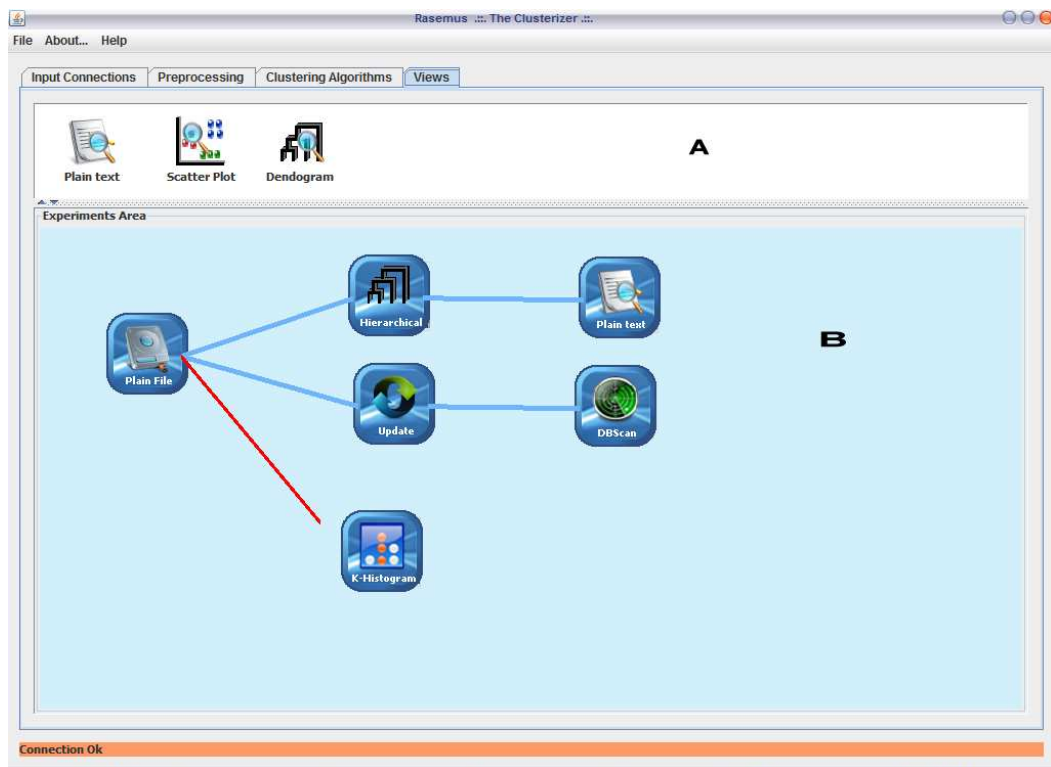 Rasemus .::. The Clusterizer .::.
File About... Help
Input Connections Preprocessing Clustering Algorithms Views
A
Plain text Scatter Plot Dendogram
Experiments Area
Hierarchical Plain text
B
Plain File
Update DBScan
K-Histogram
Connection Ok